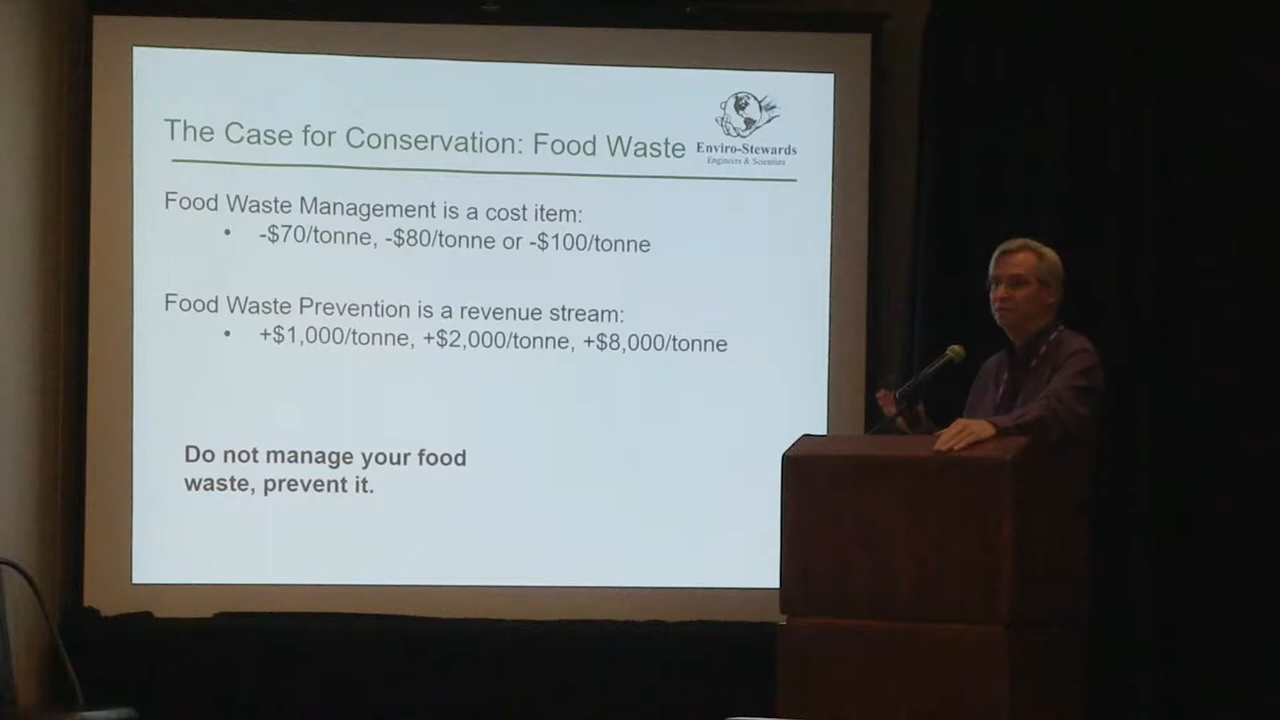 The Case for Conservation: Food Waste
Enviro-Stewards
Engineers & Scientists
Food Waste Management is a cost item:
• -$70/tonne, -$80/tonne or -$100/tonne
Food Waste Prevention is a revenue stream:
• +$1,000/tonne, +$2,000/tonne, +$8,000/tonne
Do not manage your food
waste, prevent it.